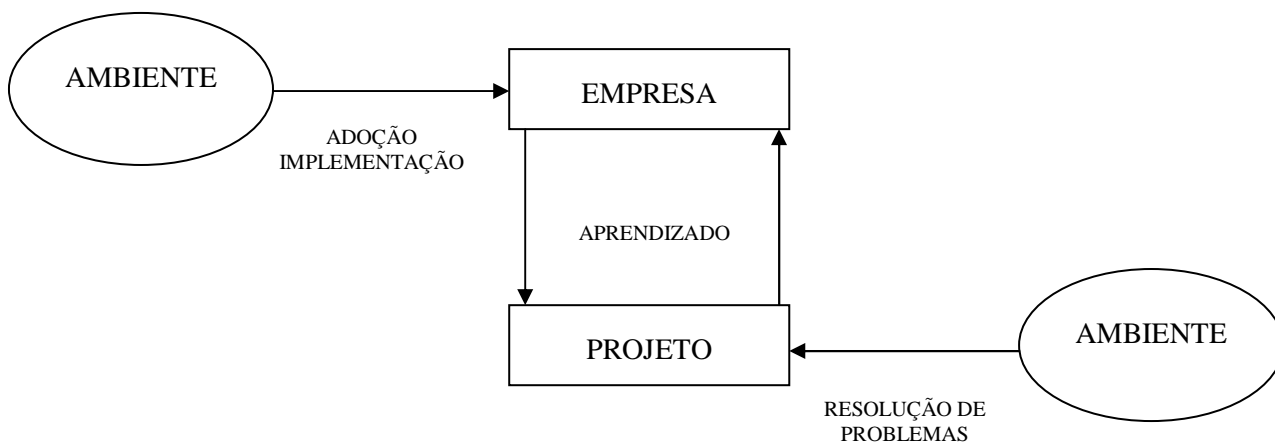 AMBIENTE
EMPRESA
ADOÇÃO
IMPLEMENTAÇÃO
APRENDIZADO
PROJETO
AMBIENTE
RESOLUÇÃO DE
PROBLEMAS